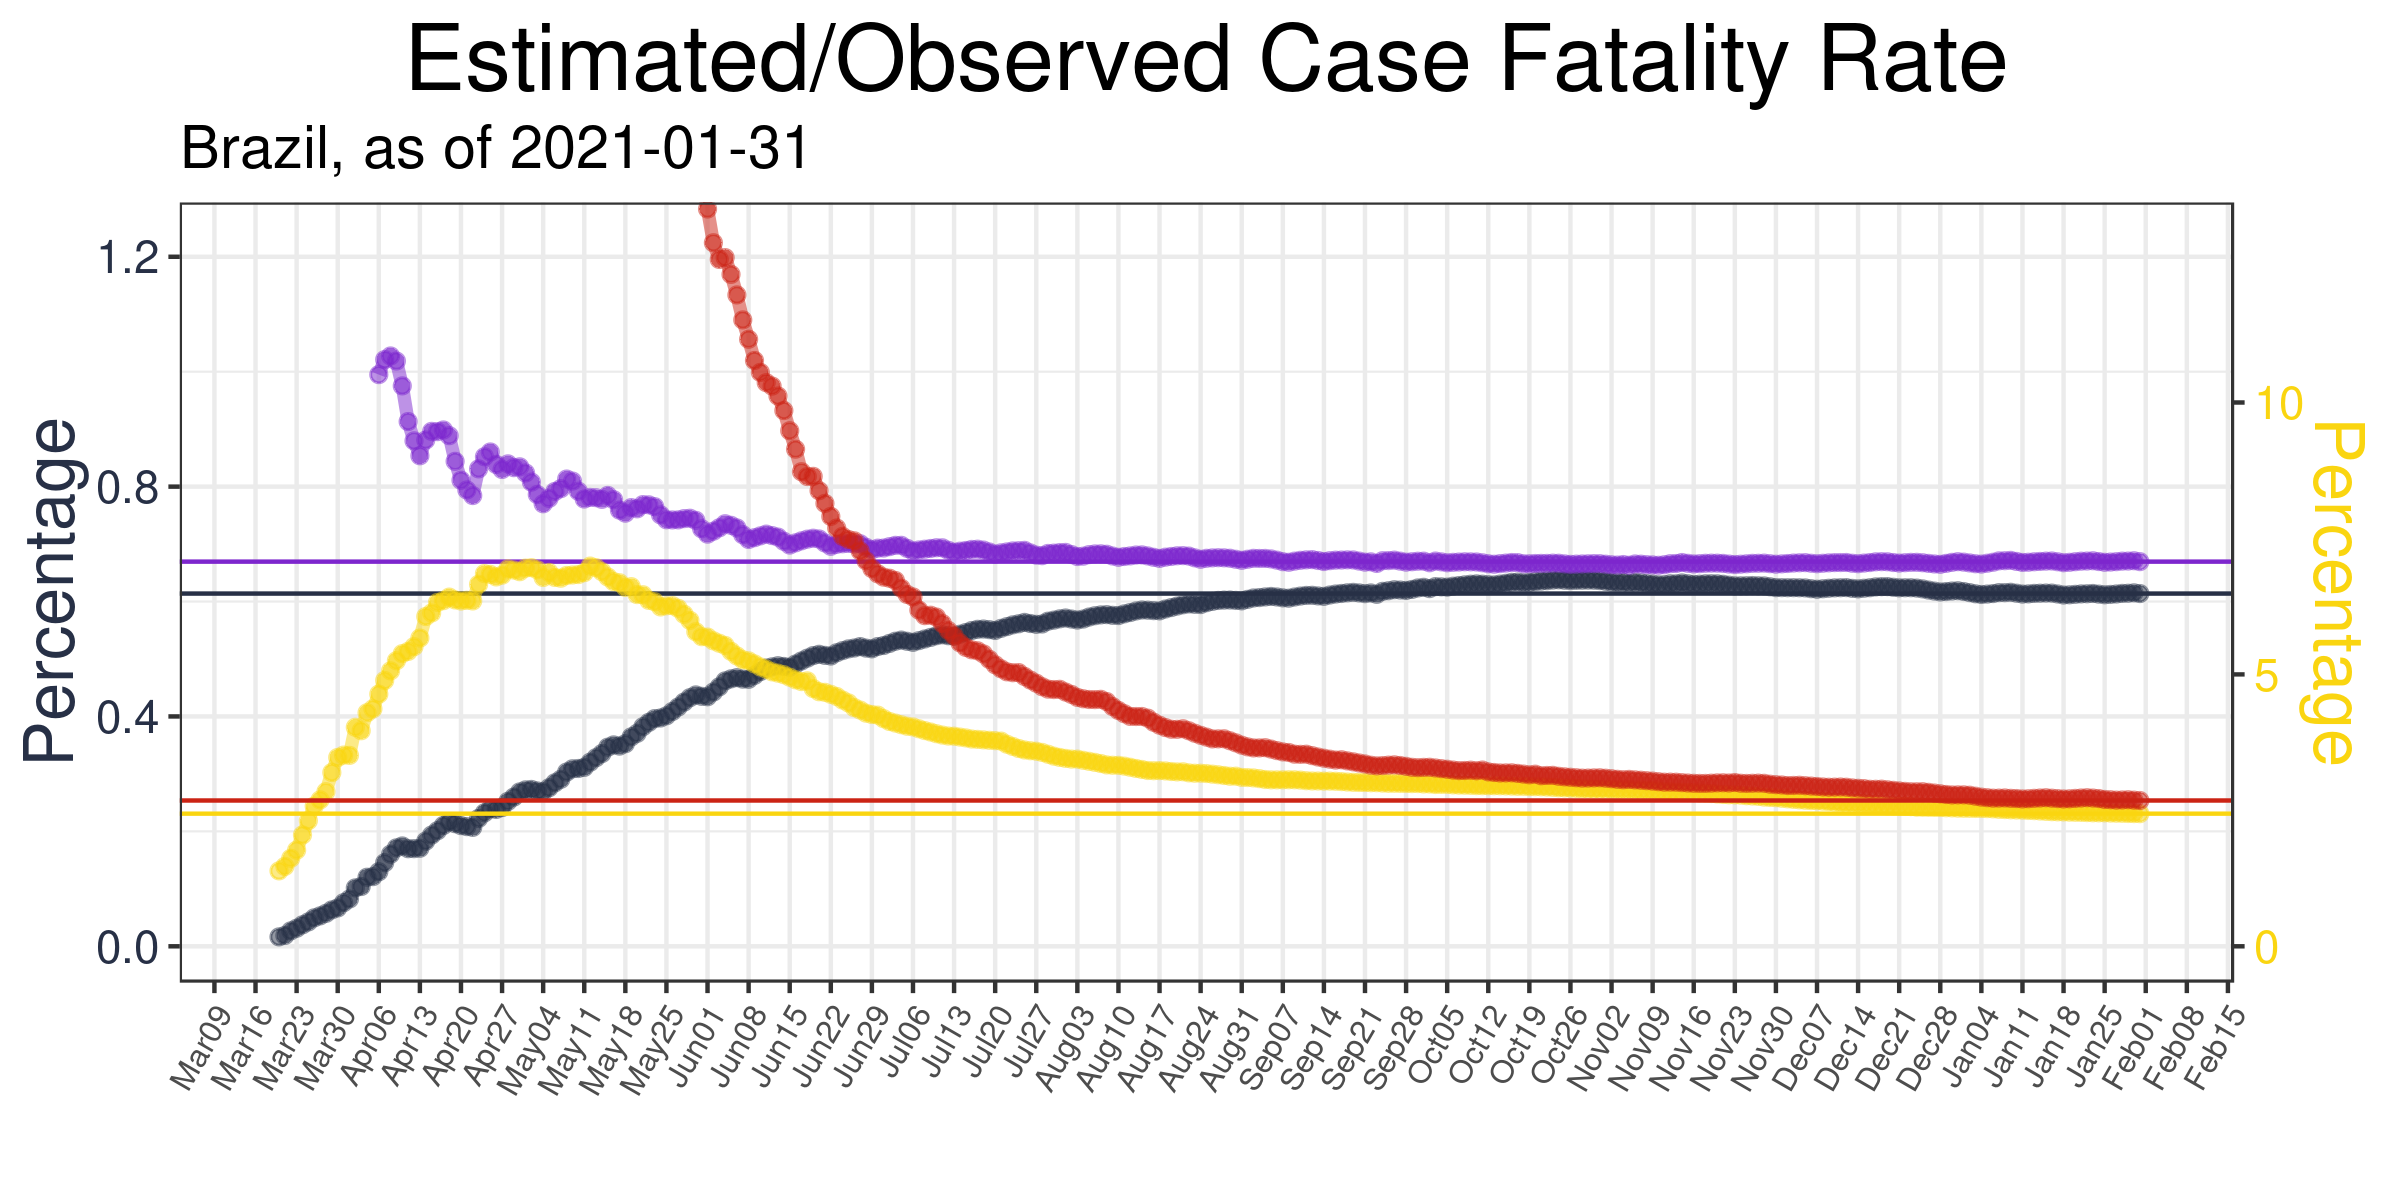 Estimated/Observed Case Fatality Rate
Brazil, as of 2021-01-31
Percentage
1.2
0.8
0.4
0.0
10
5
0
Percentage
Mar09
Mar16
Mar23
Mar30
Apr06
Apr13
Apr20
Apr27
May04
May11
May18
May25
Jun01
Jun08
Jun15
Jun22
Jun29
Jul06
Jul13
Jul20
Jul27
Aug03
Aug10
Aug17
Aug24
Aug31
Sep07
Sep14
Sep21
Sep28
Oct05
Oct12
Oct19
Oct26
Nov02
Nov09
Nov16
Nov23
Nov30
Dec07
Dec14
Dec21
Dec28
Jan04
Jan11
Jan18
Jan25
Feb01
Feb08
Feb15